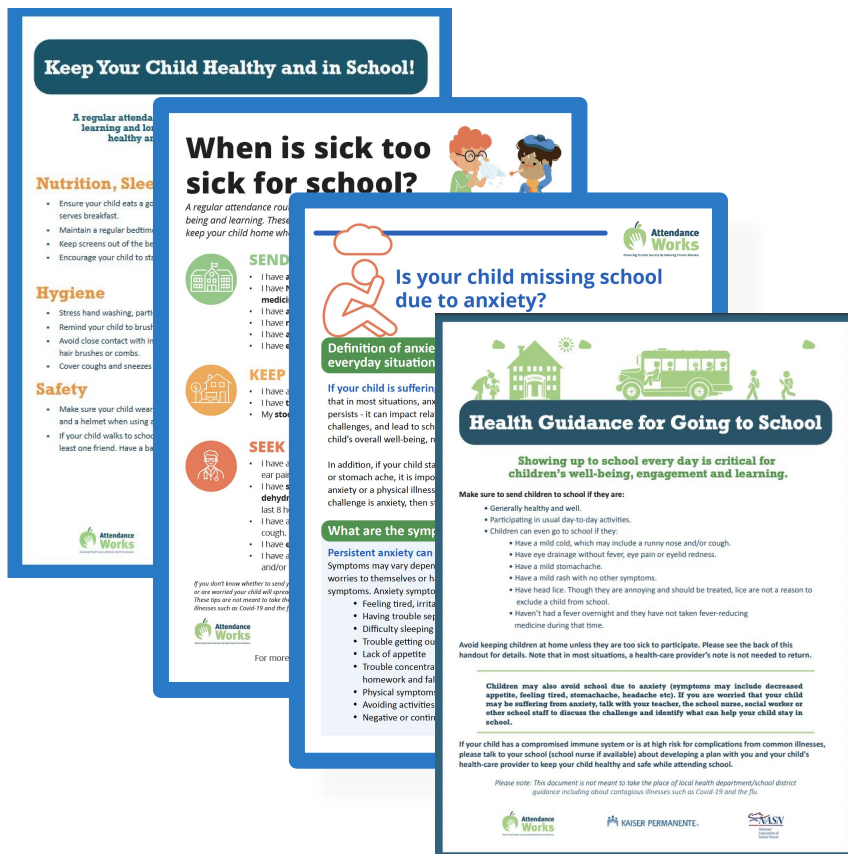 Keep Your Child Healthy and in School!
A regular attenda
learning and lo
healthy a
Nutrition, Slee
• Ensure your child eats a go
serves breakfast.
• Maintain a regular bedtim
• Keep screens out of the be
• Encourage your child to sta
Hygiene
• Stress hand washing, parti
• Remind your child to brush
• Avoid close contact with in
hair brushes or combs.
• Cover coughs and sneezes
Safety
• Make sure your child wear
and a helmet when using a
• If your child walks to schoo
least one friend. Have a ba
Attendance
Works
When is sick too
sick for school?
A regular attendance rou
being and learning. These
keep your child home wh
SEND
• I have a
• I have N
medicin
• I have a
• I have r
• I have a
• I have e
KEEP
• I have a
• I have t
• My stoo
SEEK
• I have a
ear pain
• I have s
dehydr
last 8 h
• I have a
cough.
• I have e
• I have a
and/or
If you don't know whether to send y
or are worried your child will spread
These tips are not meant to take the
illnesses such as Covid-19 and the f
Attendance
Works
For more
Attendance
Works
Advancing Student Success By Reducing Chronic Absence
Is your child missing school
due to anxiety?
Definition of anxie
everyday situation
If your child is suffering
that in most situations, anx
persists - it can impact rela
challenges, and lead to sch
child's overall well-being, n
In addition, if your child sta
or stomach ache, it is impo
anxiety or a physical illness
challenge is anxiety, then st
What are the symp
Persistent anxiety can
Symptoms may vary depen
worries to themselves or h
symptoms. Anxiety sympto
• Feeling tired, irrita
• Having trouble sep
• Difficulty sleeping
• Trouble getting ou
• Lack of appetite
• Trouble concentra
homework and fal
• Physical symptoms
• Avoiding activities
• Negative or contin
Health Guidance for Going to School
Showing up to school every day is critical for
children's well-being, engagement and learning.
Make sure to send children to school if they are:
• Generally healthy and well.
• Participating in usual day-to-day activities.
• Children can even go to school if they:
• Have a mild cold, which may include a runny nose and/or cough.
• Have eye drainage without fever, eye pain or eyelid redness.
• Have a mild stomachache.
• Have a mild rash with no other symptoms.
• Have head lice. Though they are annoying and should be treated, lice are not a reason to
exclude a child from school.
• Haven't had a fever overnight and they have not taken fever-reducing
medicine during that time.
Avoid keeping children at home unless they are too sick to participate. Please see the back of this
handout for details. Note that in most situations, a health-care provider's note is not needed to return.
Children may also avoid school due to anxiety (symptoms may include decreased
appetite, feeling tired, stomachache, headache etc). If you are worried that your child
may be suffering from anxiety, talk with your teacher, the school nurse, social worker or
other school staff to discuss the challenge and identify what can help your child stay in
school.
If your child has a compromised immune system or is at high risk for complications from common illnesses,
please talk to your school (school nurse if available) about developing a plan with you and your child's
health-care provider to keep your child healthy and safe while attending school.
Please note: This document is not meant to take the place of local health department/school district
guidance including about contagious illnesses such as Covid-19 and the flu.
Attendance
Works
KAISER PERMANENTE®
NASN
National
Association of
School Nurses